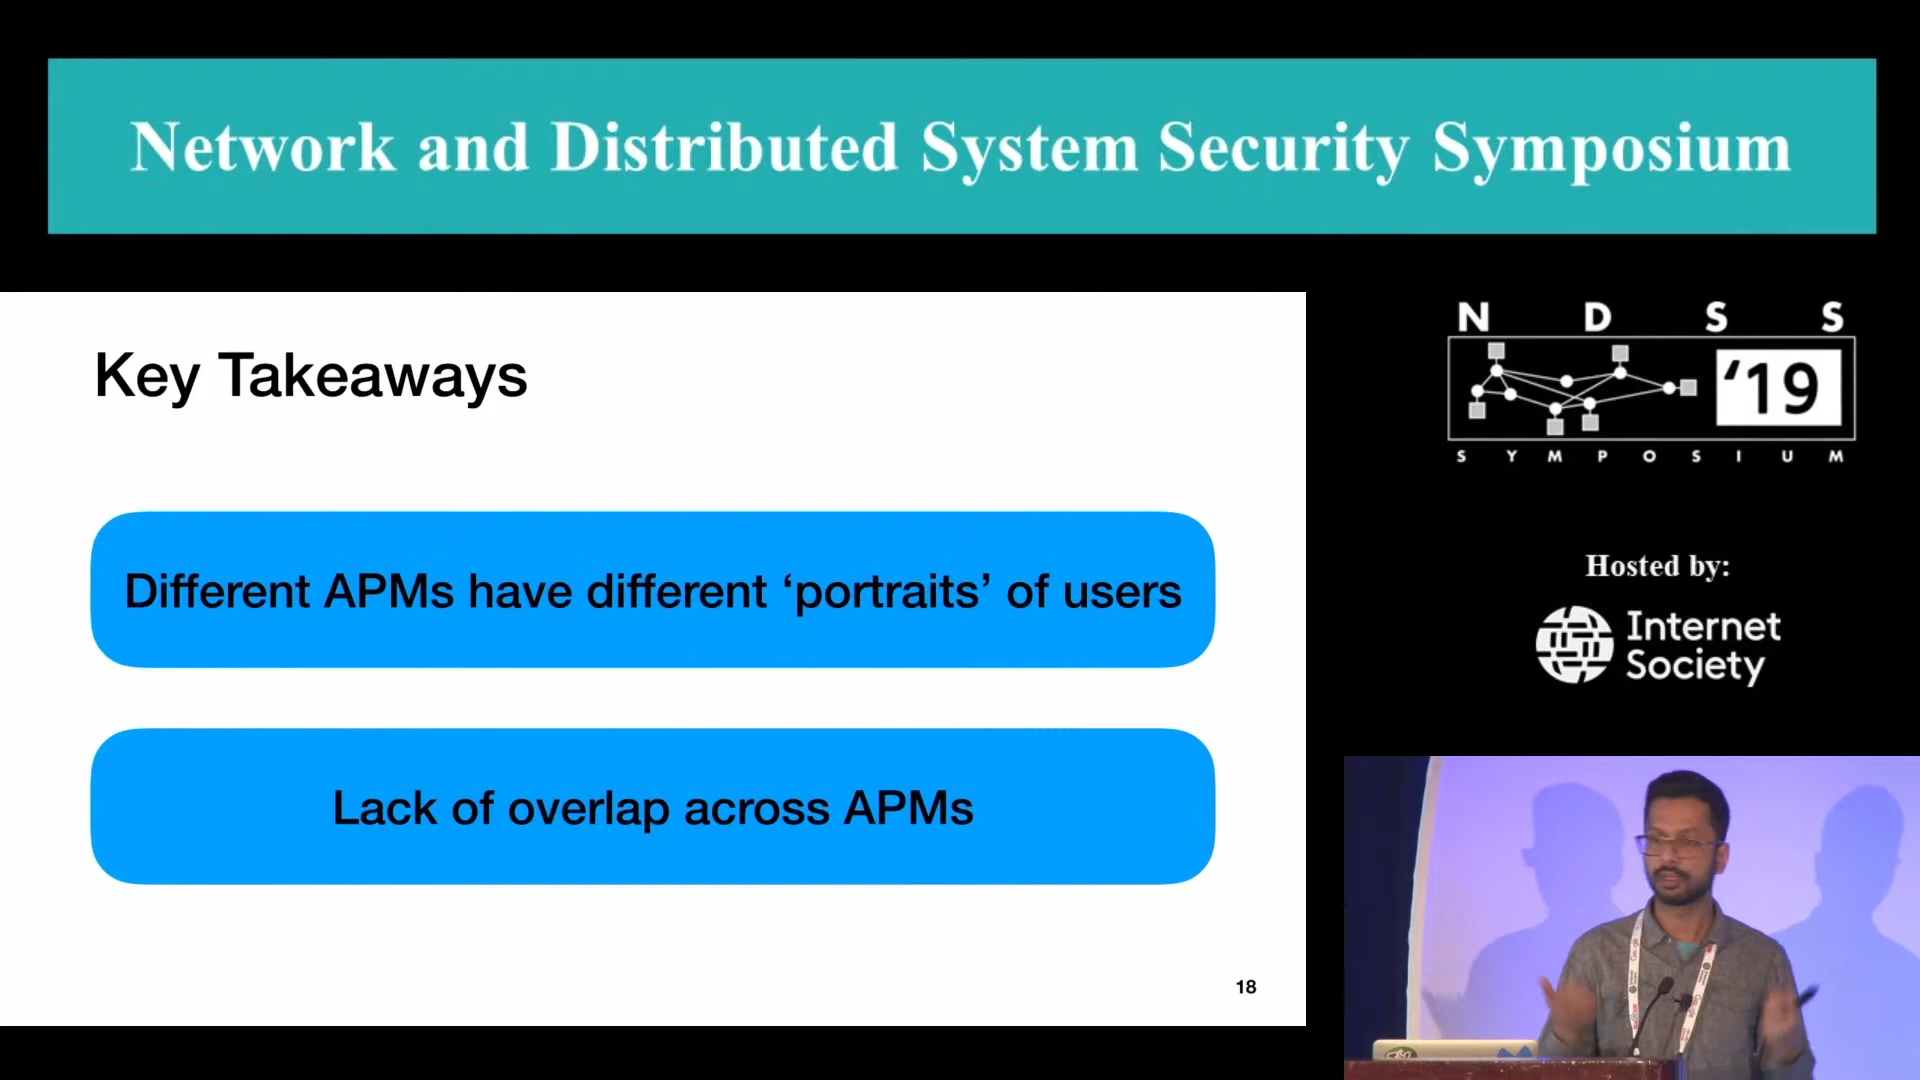 Network and Distributed System Security Symposium
N D S S
‘19
S Y M P O S I U M
Key Takeaways
Different APMs have different ‘portraits’ of users
Lack of overlap across APMs
18
Hosted by:
Internet
Society